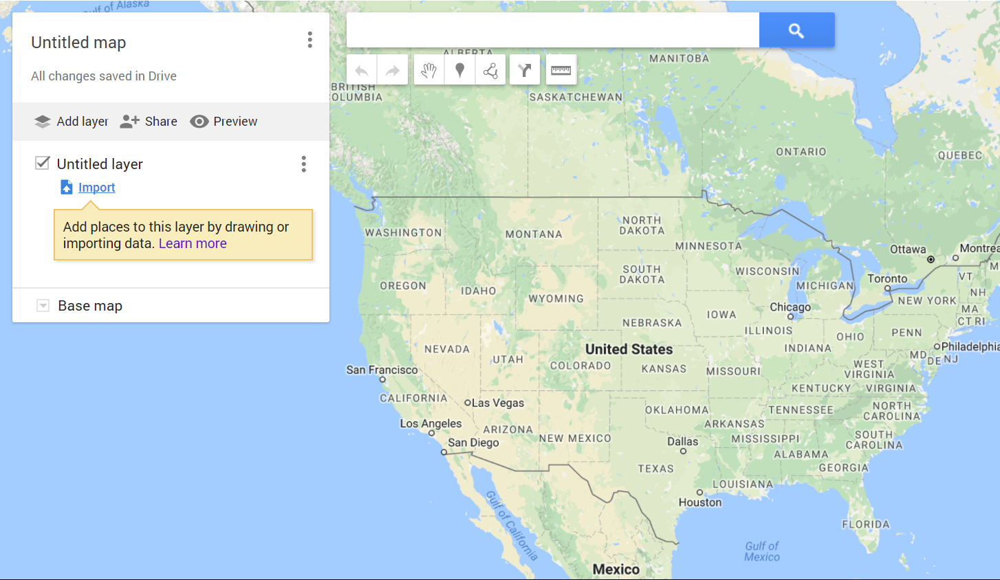 Gulf of Alaska
Untitled map
All changes saved in Drive
Add layer
Share
Preview
Untitled layer
Import
Add places to this layer by drawing or
importing data. Learn more
Base map
ALBERTA
MANITOBA
BRITISH
COLUMBIA
SASKATCHEWAN
ONTARIO
QUEBEC
WASHINGTON
MONTANA
NORTH
DAKOTA
MINNESOTA
Ottawa
Montrea
OREGON
IDAHO
WYOMING
SOUTH
DAKOTA
WISCONSIN
MICHIGAN
Toronto
VT
M
NH
NEW YORK
MA
CT RI
Chicago
IOWA
NEBRASKA
ILLINOIS
INDIANA
OHIO
PENN
Philadelphia
MD
DE
NJ
NEVADA
UTAH
United States
COLORADO
KANSAS
MISSOURI
WEST
VIRGINIA
KENTUCKY
VIRGINIA
San Francisco
CALIFORNIA
Las Vegas
OKLAHOMA
TENNESSEE
NORTH
CAROLINA
Los Angeles
ARIZONA
NEW MEXICO
ARKANSAS
MISSISSIPPI
SOUTH
CAROLINA
San Diego
Dallas
ALABAMA
GEORGIA
TEXAS
LOUISIANA
Houston
FLORIDA
Gulf of California
Gulf of
Mexico
Mexico